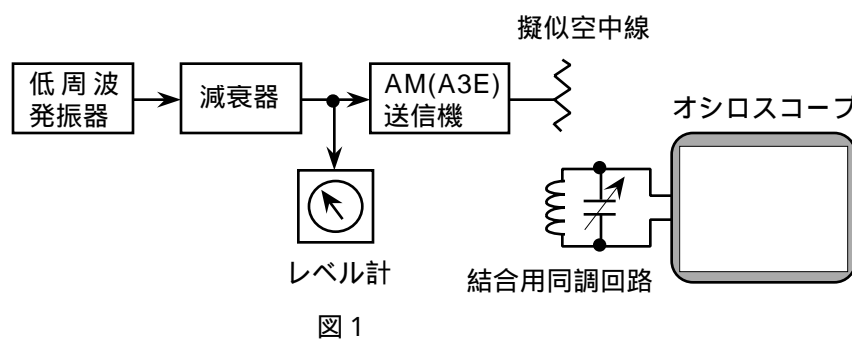 擬似空中線
低周波
発振器
減衰器
AM(A3E)
送信機
オシロスコープ
レベル計
結合用同調回路
図 1